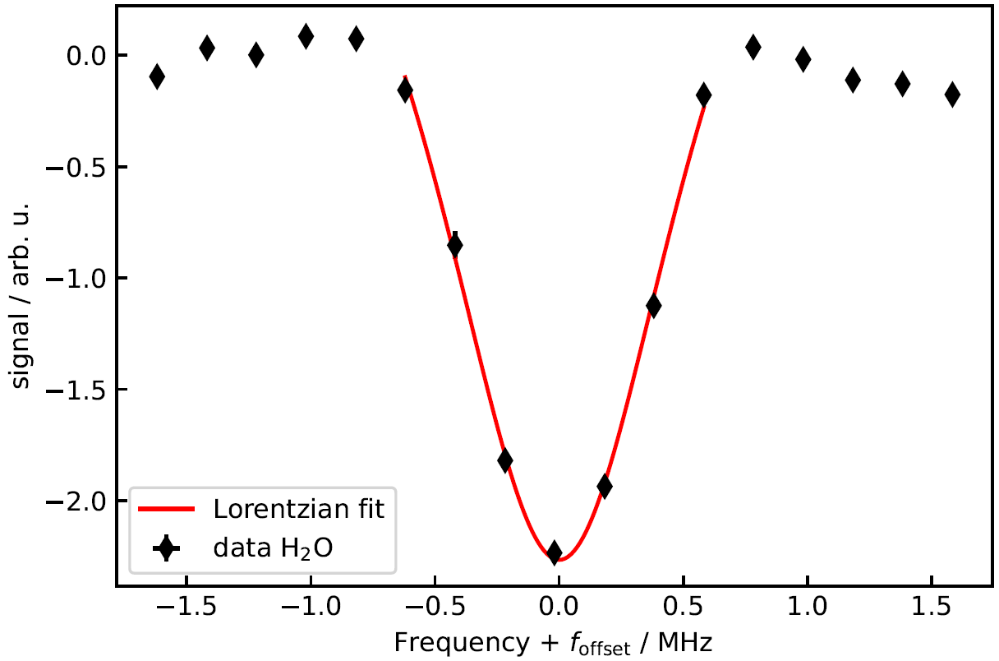 0.0
−0.5
−1.0
−1.5
−2.0
signal / arb. u.
Lorentzian fit
data H₂O
−1.5 −1.0 −0.5 0.0 0.5 1.0 1.5
Frequency + f_offset / MHz